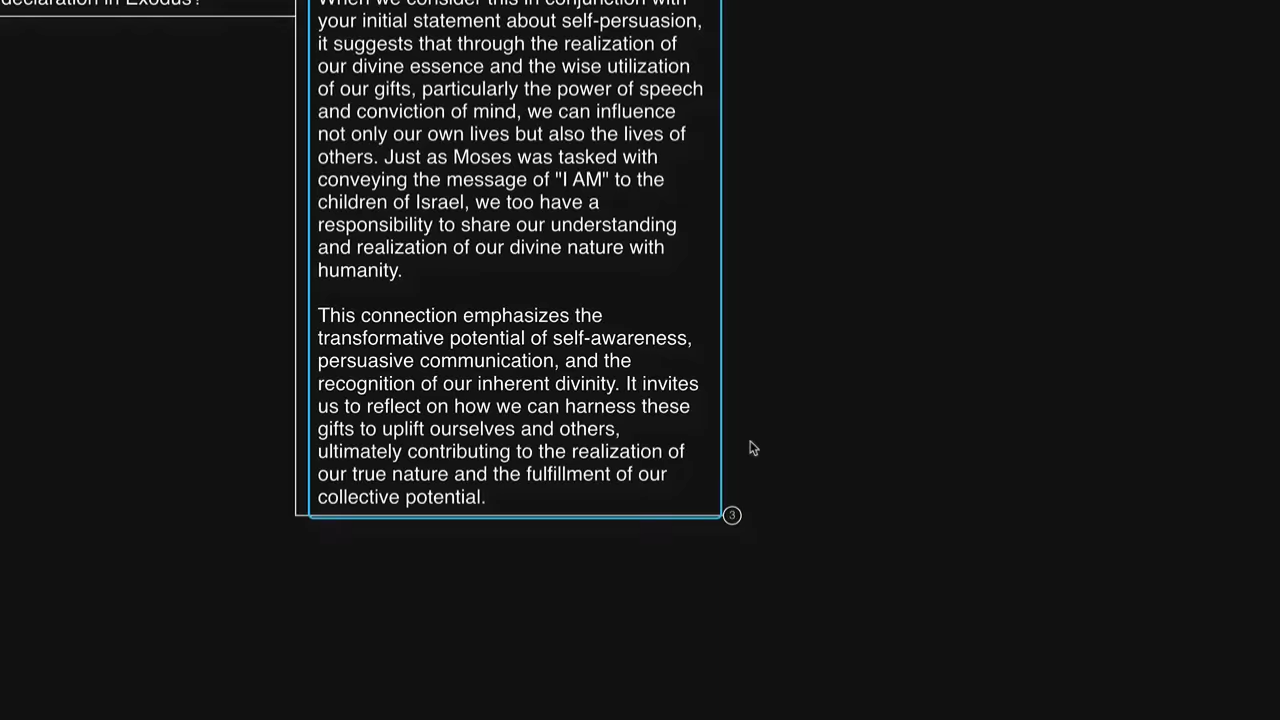 declaration in Exodus?
When we consider this in conjunction with
your initial statement about self-persuasion,
it suggests that through the realization of
our divine essence and the wise utilization
of our gifts, particularly the power of speech
and conviction of mind, we can influence
not only our own lives but also the lives of
others. Just as Moses was tasked with
conveying the message of "I AM" to the
children of Israel, we too have a
responsibility to share our understanding
and realization of our divine nature with
humanity.
This connection emphasizes the
transformative potential of self-awareness,
persuasive communication, and the
recognition of our inherent divinity. It invites
us to reflect on how we can harness these
gifts to uplift ourselves and others,
ultimately contributing to the realization of
our true nature and the fulfillment of our
collective potential.
3